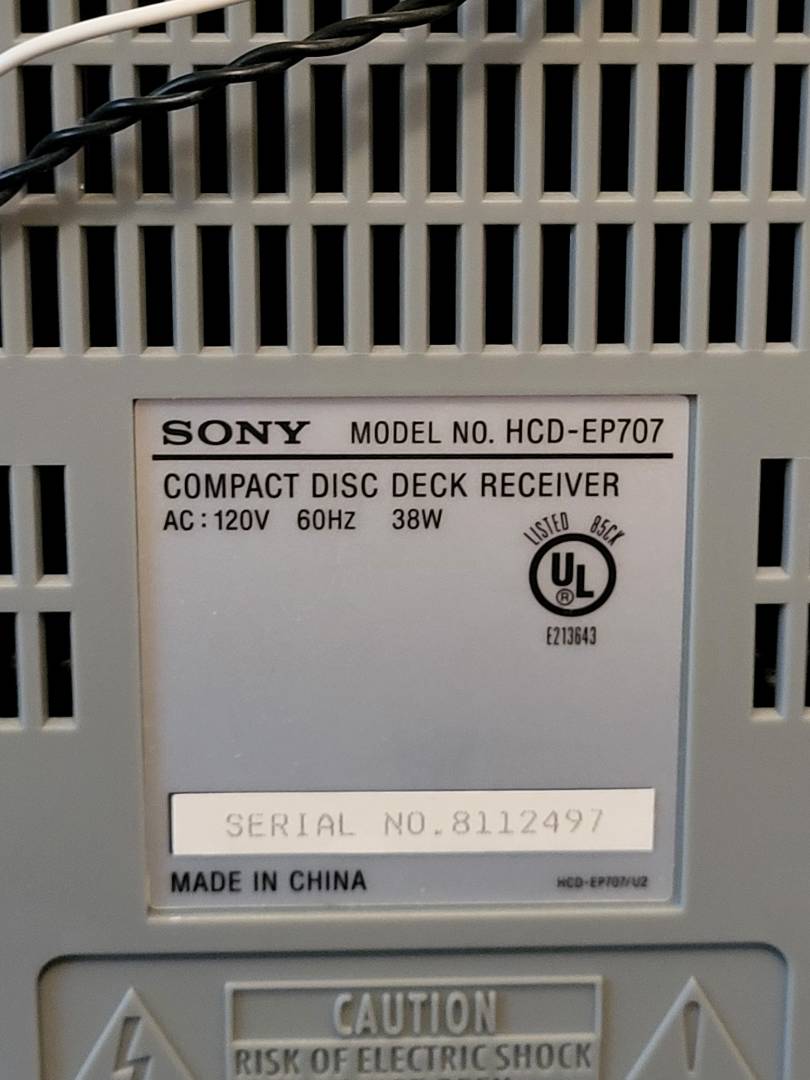 SONY MODEL NO. HCD-EP707
COMPACT DISC DECK RECEIVER
AC : 120V 60HZ 38W
LISTED 85CK
UL
®
E213643
SERIAL NO.8112497
MADE IN CHINA HCD-EP707/U2
CAUTION
RISK OF ELECTRIC SHOCK